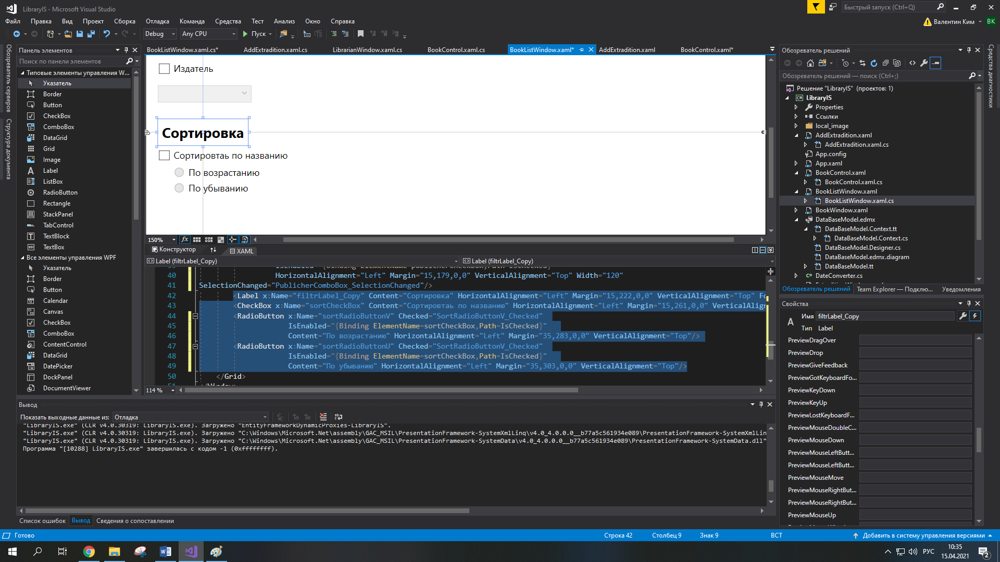 LibraryIS - Microsoft Visual Studio
Быстрый запуск (Ctrl+Q)
Файл Правка Вид Проект Сборка Отладка Команда Средства Тест Анализ Окно Справка
Валентин Ким
ВК
Debug Any CPU Пуск
Обозреватель серверов
Структура документа
Панель элементов
Поиск по панели элементов
Типовые элементы управления W...
Указатель
Border
Button
CheckBox
ComboBox
DataGrid
Grid
Image
Label
ListBox
RadioButton
Rectangle
StackPanel
TabControl
TextBlock
TextBox
Все элементы управления WPF
Указатель
Border
Button
Calendar
Canvas
CheckBox
ComboBox
ContentControl
DataGrid
DatePicker
DockPanel
DocumentViewer
BookListWindow.xaml.cs* AddExtradition.xaml.cs LibrarianWindow.xaml.cs BookControl.xaml.cs BookListWindow.xaml* AddExtradition.xaml BookControl.xaml*
Издатель
Сортировка
Сортировтаь по названию
По возрастанию
По убыванию
150%
Конструктор XAML
Label (filtrLabel_Copy) Label (filtrLabel_Copy)
40 HorizontalAlignment="Left" Margin="15,179,0,0" VerticalAlignment="Top" Width="120"
41 SelectionChanged="PublicherComboBox_SelectionChanged"/>
42 <Label x:Name="filtrLabel_Copy" Content="Сортировка" HorizontalAlignment="Left" Margin="15,222,0,0" VerticalAlignment="Top" Fo
43 <CheckBox x:Name="sortCheckBox" Content="Сортировтаь по названию" HorizontalAlignment="Left" Margin="15,261,0,0" VerticalAlign
44 <RadioButton x:Name="sortRadioButtonV" Checked="SortRadioButtonV_Checked"
45 IsEnabled="{Binding ElementName=sortCheckBox,Path=IsChecked}"
46 Content="По возрастанию" HorizontalAlignment="Left" Margin="35,283,0,0" VerticalAlignment="Top"/>
47 <RadioButton x:Name="sortRadioButtonU" Checked="SortRadioButtonV_Checked"
48 IsEnabled="{Binding ElementName=sortCheckBox,Path=IsChecked}"
49 Content="По убыванию" HorizontalAlignment="Left" Margin="35,303,0,0" VerticalAlignment="Top"/>
50 </Grid>
114 %
Вывод
Показать выходные данные из: Отладка
"LibraryIS.exe" (CLR v4.0.30319: LibraryIS.exe). Загружено "EntityFrameworkDynamicProxies-LibraryIS".
"LibraryIS.exe" (CLR v4.0.30319: LibraryIS.exe). Загружено "C:\Windows\Microsoft.Net\assembly\GAC_MSIL\PresentationFramework-SystemXmlLinq\v4.0_4.0.0.0__b77a5c561934e089\PresentationFramework-SystemXmlLin
"LibraryIS.exe" (CLR v4.0.30319: LibraryIS.exe). Загружено "C:\Windows\Microsoft.Net\assembly\GAC_MSIL\PresentationFramework-SystemData\v4.0_4.0.0.0__b77a5c561934e089\PresentationFramework-SystemData.dll"
Программа "[10288] LibraryIS.exe" завершилась с кодом -1 (0xffffffff).
Список ошибок Вывод Сведения о сопоставлении
Обозреватель решений
Обозреватель решений — поиск (Ctrl+;)
Решение "LibraryIS" (проектов: 1)
LibraryIS
Properties
Ссылки
local_image
AddExtradition.xaml
AddExtradition.xaml.cs
App.config
App.xaml
BookControl.xaml
BookControl.xaml.cs
BookListWindow.xaml
BookListWindow.xaml.cs
BookWindow.xaml
DataBaseModel.edmx
DataBaseModel.Context.tt
DataBaseModel.Context.cs
DataBaseModel.Designer.cs
DataBaseModel.edmx.diagram
DataBaseModel.tt
DateConverter.cs
Обозреватель решений Team Explorer — Подклю... Уведомления
Средства диагностики
Свойства
Имя filtrLabel_Copy
Тип Label
PreviewDragOver
PreviewDrop
PreviewGiveFeedback
PreviewGotKeyboardFo...
PreviewKeyDown
PreviewKeyUp
PreviewLostKeyboardF...
PreviewMouseDoubleC...
PreviewMouseDown
PreviewMouseLeftButt...
PreviewMouseLeftButt...
PreviewMouseMove
PreviewMouseRightBut...
PreviewMouseRightBut...
PreviewMouseUp
Готово Строка 42 Столбец 9 Знак 9 ВСТ Добавить в систему управления версиями
РУС
10:35
15.04.2021
2